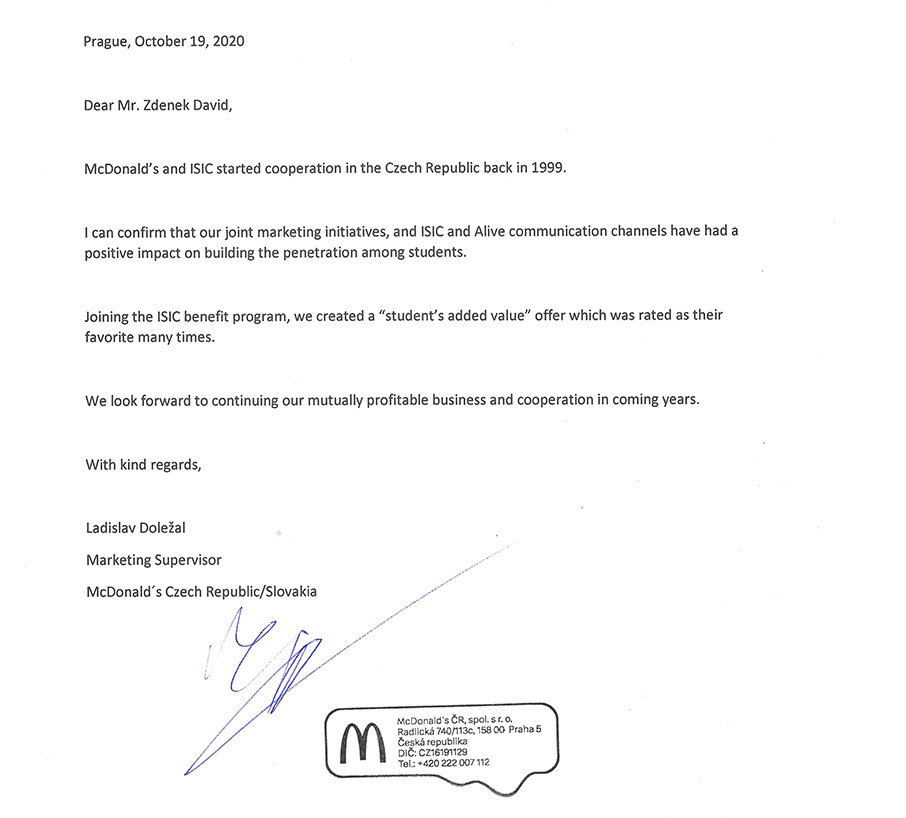 Prague, October 19, 2020
Dear Mr. Zdenek David,
McDonald's and ISIC started cooperation in the Czech Republic back in 1999.
I can confirm that our joint marketing initiatives, and ISIC and Alive communication channels have had a
positive impact on building the penetration among students.
Joining the ISIC benefit program, we created a “student's added value” offer which was rated as their
favorite many times.
We look forward to continuing our mutually profitable business and cooperation in coming years.
With kind regards,
Ladislav Doležal
Marketing Supervisor
McDonald´s Czech Republic/Slovakia
McDonald's ČR, spol. s r. o.
Radlická 740/113c, 158 00 Praha 5
Česká republika
DIČ: CZ16191129
Tel.: +420 222 007 112